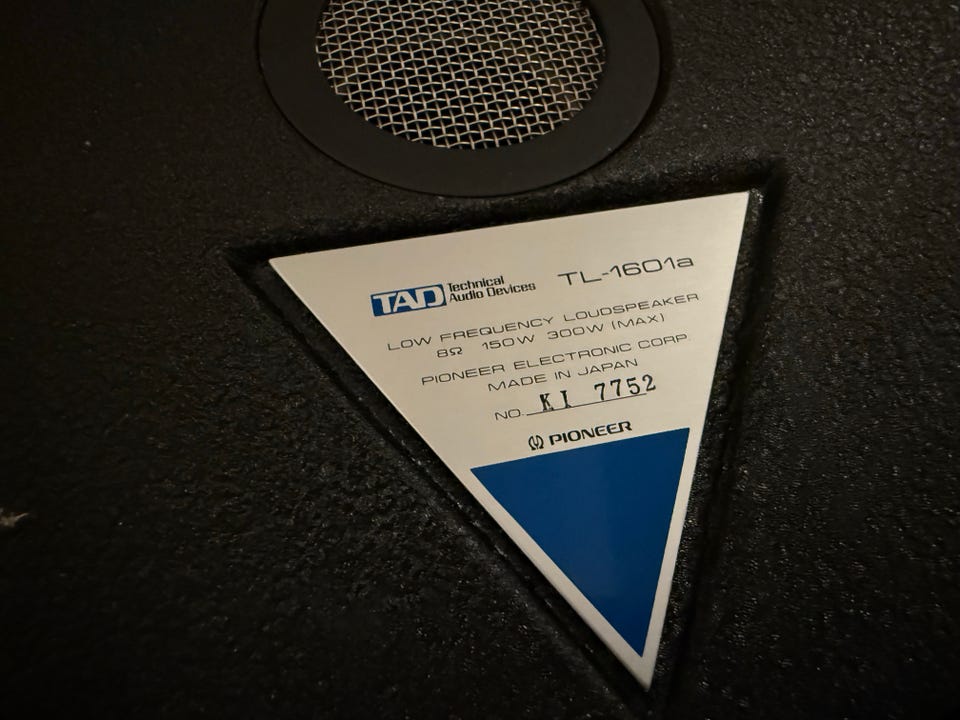 TAD Technical Audio Devices TL-1601a
LOW FREQUENCY LOUDSPEAKER
8Ω 150W 300W (MAX)
PIONEER ELECTRONIC CORP.
MADE IN JAPAN
NO. KI 7752
PIONEER